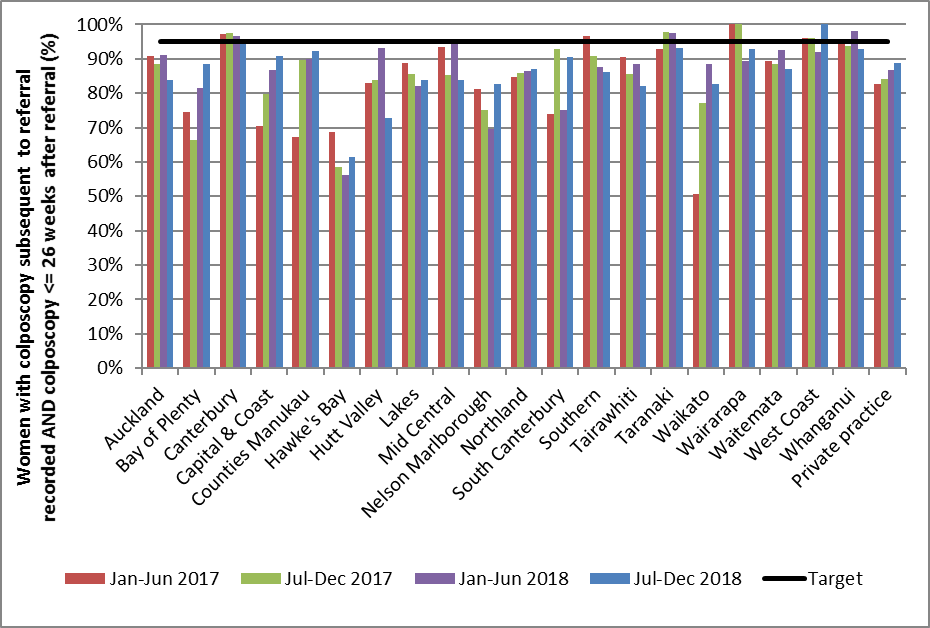 Women with colposcopy subsequent to referral
recorded AND colposcopy <= 26 weeks after referral (%)
100%
90%
80%
70%
60%
50%
40%
30%
20%
10%
0%
Auckland
Bay of Plenty
Canterbury
Capital & Coast
Counties Manukau
Hawke's Bay
Hutt Valley
Lakes
Mid Central
Nelson Marlborough
Northland
South Canterbury
Southern
Tairawhiti
Taranaki
Waikato
Wairarapa
Waitemata
West Coast
Whanganui
Private practice
Jan-Jun 2017
Jul-Dec 2017
Jan-Jun 2018
Jul-Dec 2018
Target